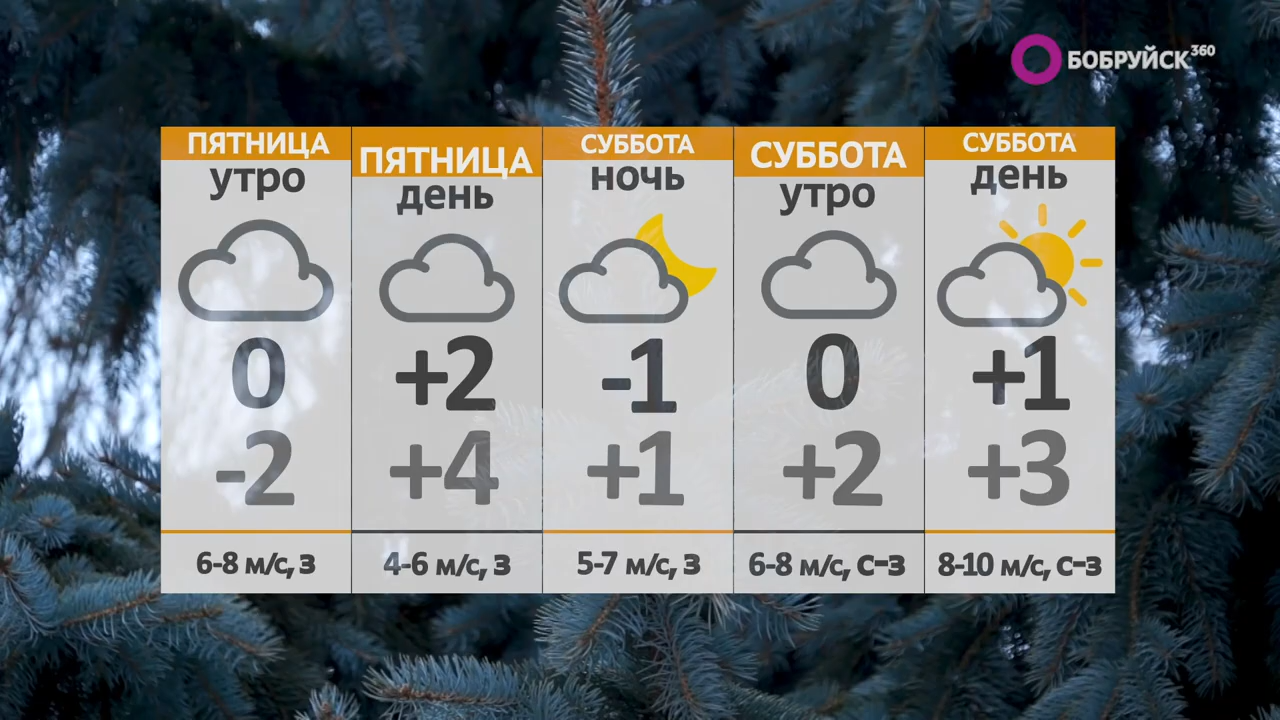 БОБРУЙСК360
ПЯТНИЦА
утро
0
-2
6-8 м/с, З
ПЯТНИЦА
день
+2
+4
4-6 м/с, З
СУББОТА
ночь
-1
+1
5-7 м/с, З
СУББОТА
утро
0
+2
6-8 м/с, С-З
СУББОТА
день
+1
+3
8-10 м/с, С-З